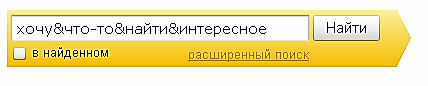 хочу&что-то&найти&интересное Найти
в найденном расширенный поиск